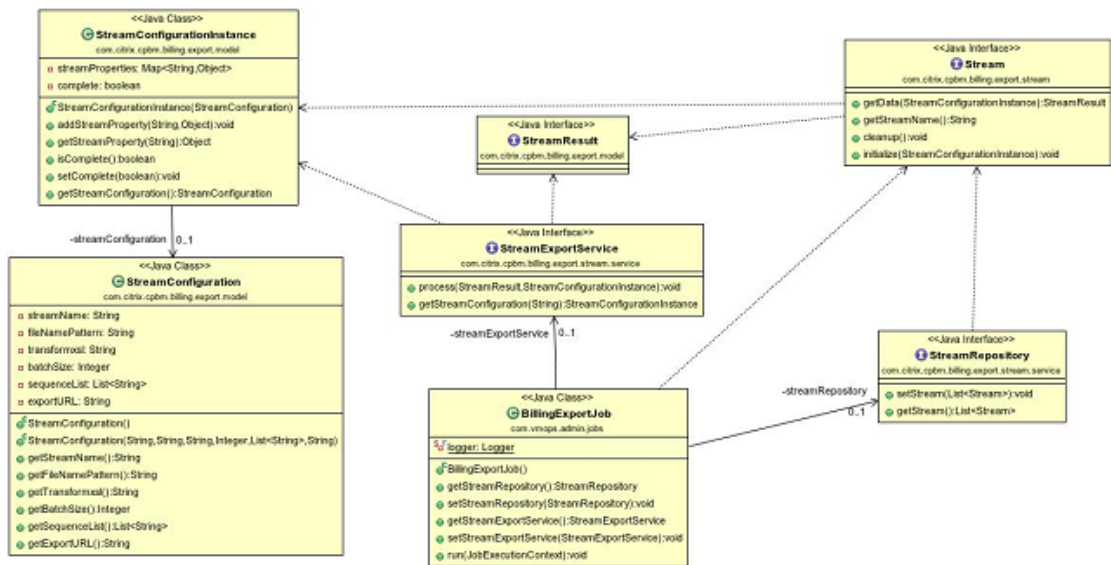 <<Java Class>>
StreamConfigurationInstance
com.citrix.cpbm.billing.export.model
streamProperties: Map<String,Object>
complete: boolean
StreamConfigurationInstance(StreamConfiguration)
addStreamProperty(String,Object):void
getStreamProperty(String):Object
isComplete():boolean
setComplete(boolean):void
getStreamConfiguration():StreamConfiguration
-streamConfiguration 0..1
<<Java Class>>
StreamConfiguration
com.citrix.cpbm.billing.export.model
streamName: String
fileNamePattern: String
transformxsl: String
batchSize: Integer
sequenceList: List<String>
exportURL: String
StreamConfiguration()
StreamConfiguration(String,String,String,Integer,List<String>,String)
getStreamName():String
getFileNamePattern():String
getTransformxsl():String
getBatchSize():Integer
getSequenceList():List<String>
getExportURL():String
<<Java Interface>>
StreamResult
com.citrix.cpbm.billing.export.model
<<Java Interface>>
StreamExportService
com.citrix.cpbm.billing.export.stream.service
process(StreamResult,StreamConfigurationInstance):void
getStreamConfiguration(String):StreamConfigurationInstance
-streamExportService 0..1
<<Java Class>>
BillingExportJob
com.vmops.admin.jobs
logger: Logger
BillingExportJob()
getStreamRepository():StreamRepository
setStreamRepository(StreamRepository):void
getStreamExportService():StreamExportService
setStreamExportService(StreamExportService):void
run(JobExecutionContext):void
<<Java Interface>>
Stream
com.citrix.cpbm.billing.export.stream
getData(StreamConfigurationInstance):StreamResult
getStreamName():String
cleanup():void
initialize(StreamConfigurationInstance):void
-streamRepository
0..1
<<Java Interface>>
StreamRepository
com.citrix.cpbm.billing.export.stream.service
setStream(List<Stream>):void
getStream():List<Stream>